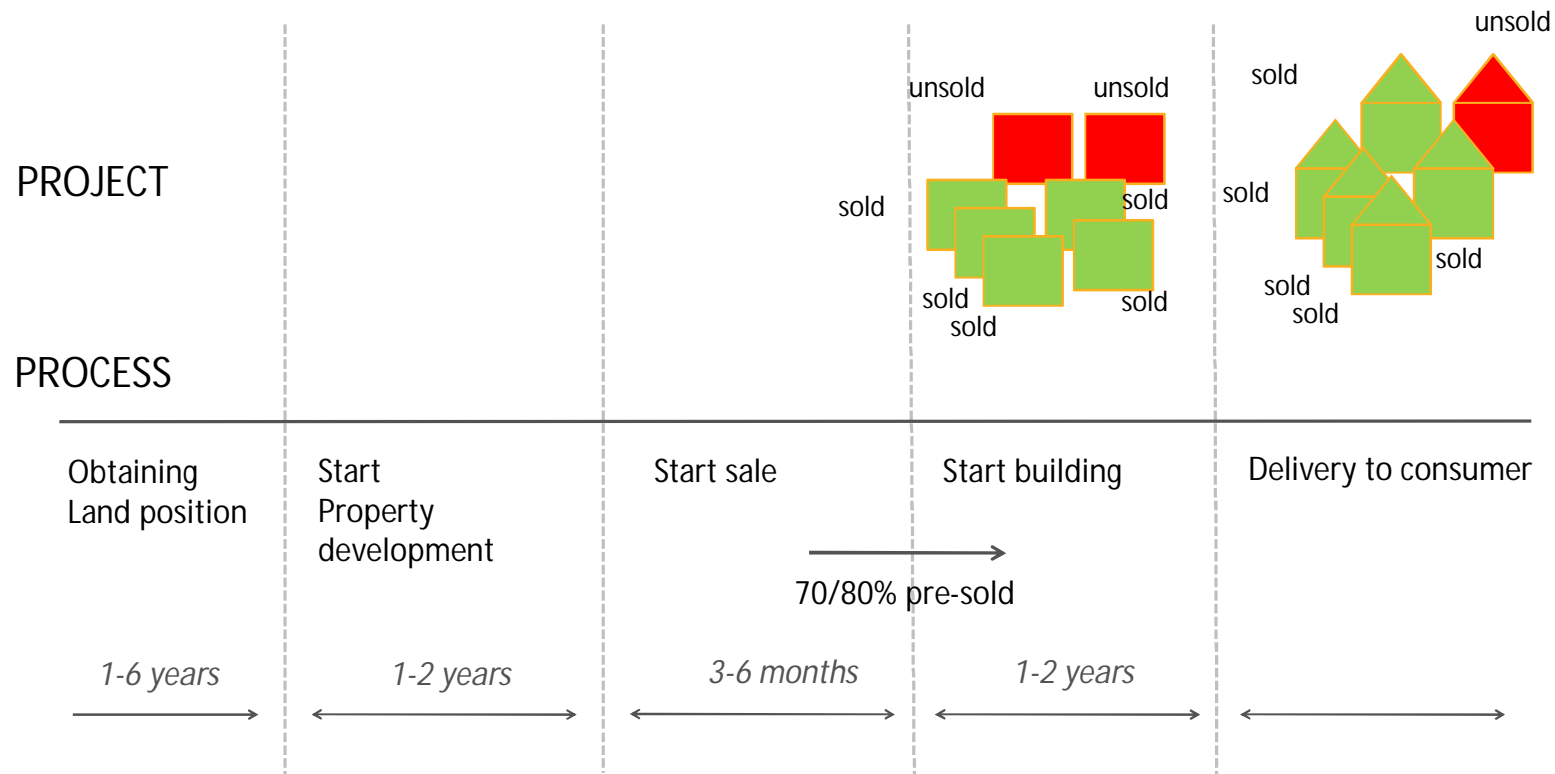 unsold
sold
unsold
unsold
PROJECT
sold
sold
sold
sold
sold
sold
sold
sold
sold
sold
PROCESS
Obtaining
Land position
Start
Property
development
Start sale
Start building
Delivery to consumer
70/80% pre-sold
1-6 years
1-2 years
3-6 months
1-2 years